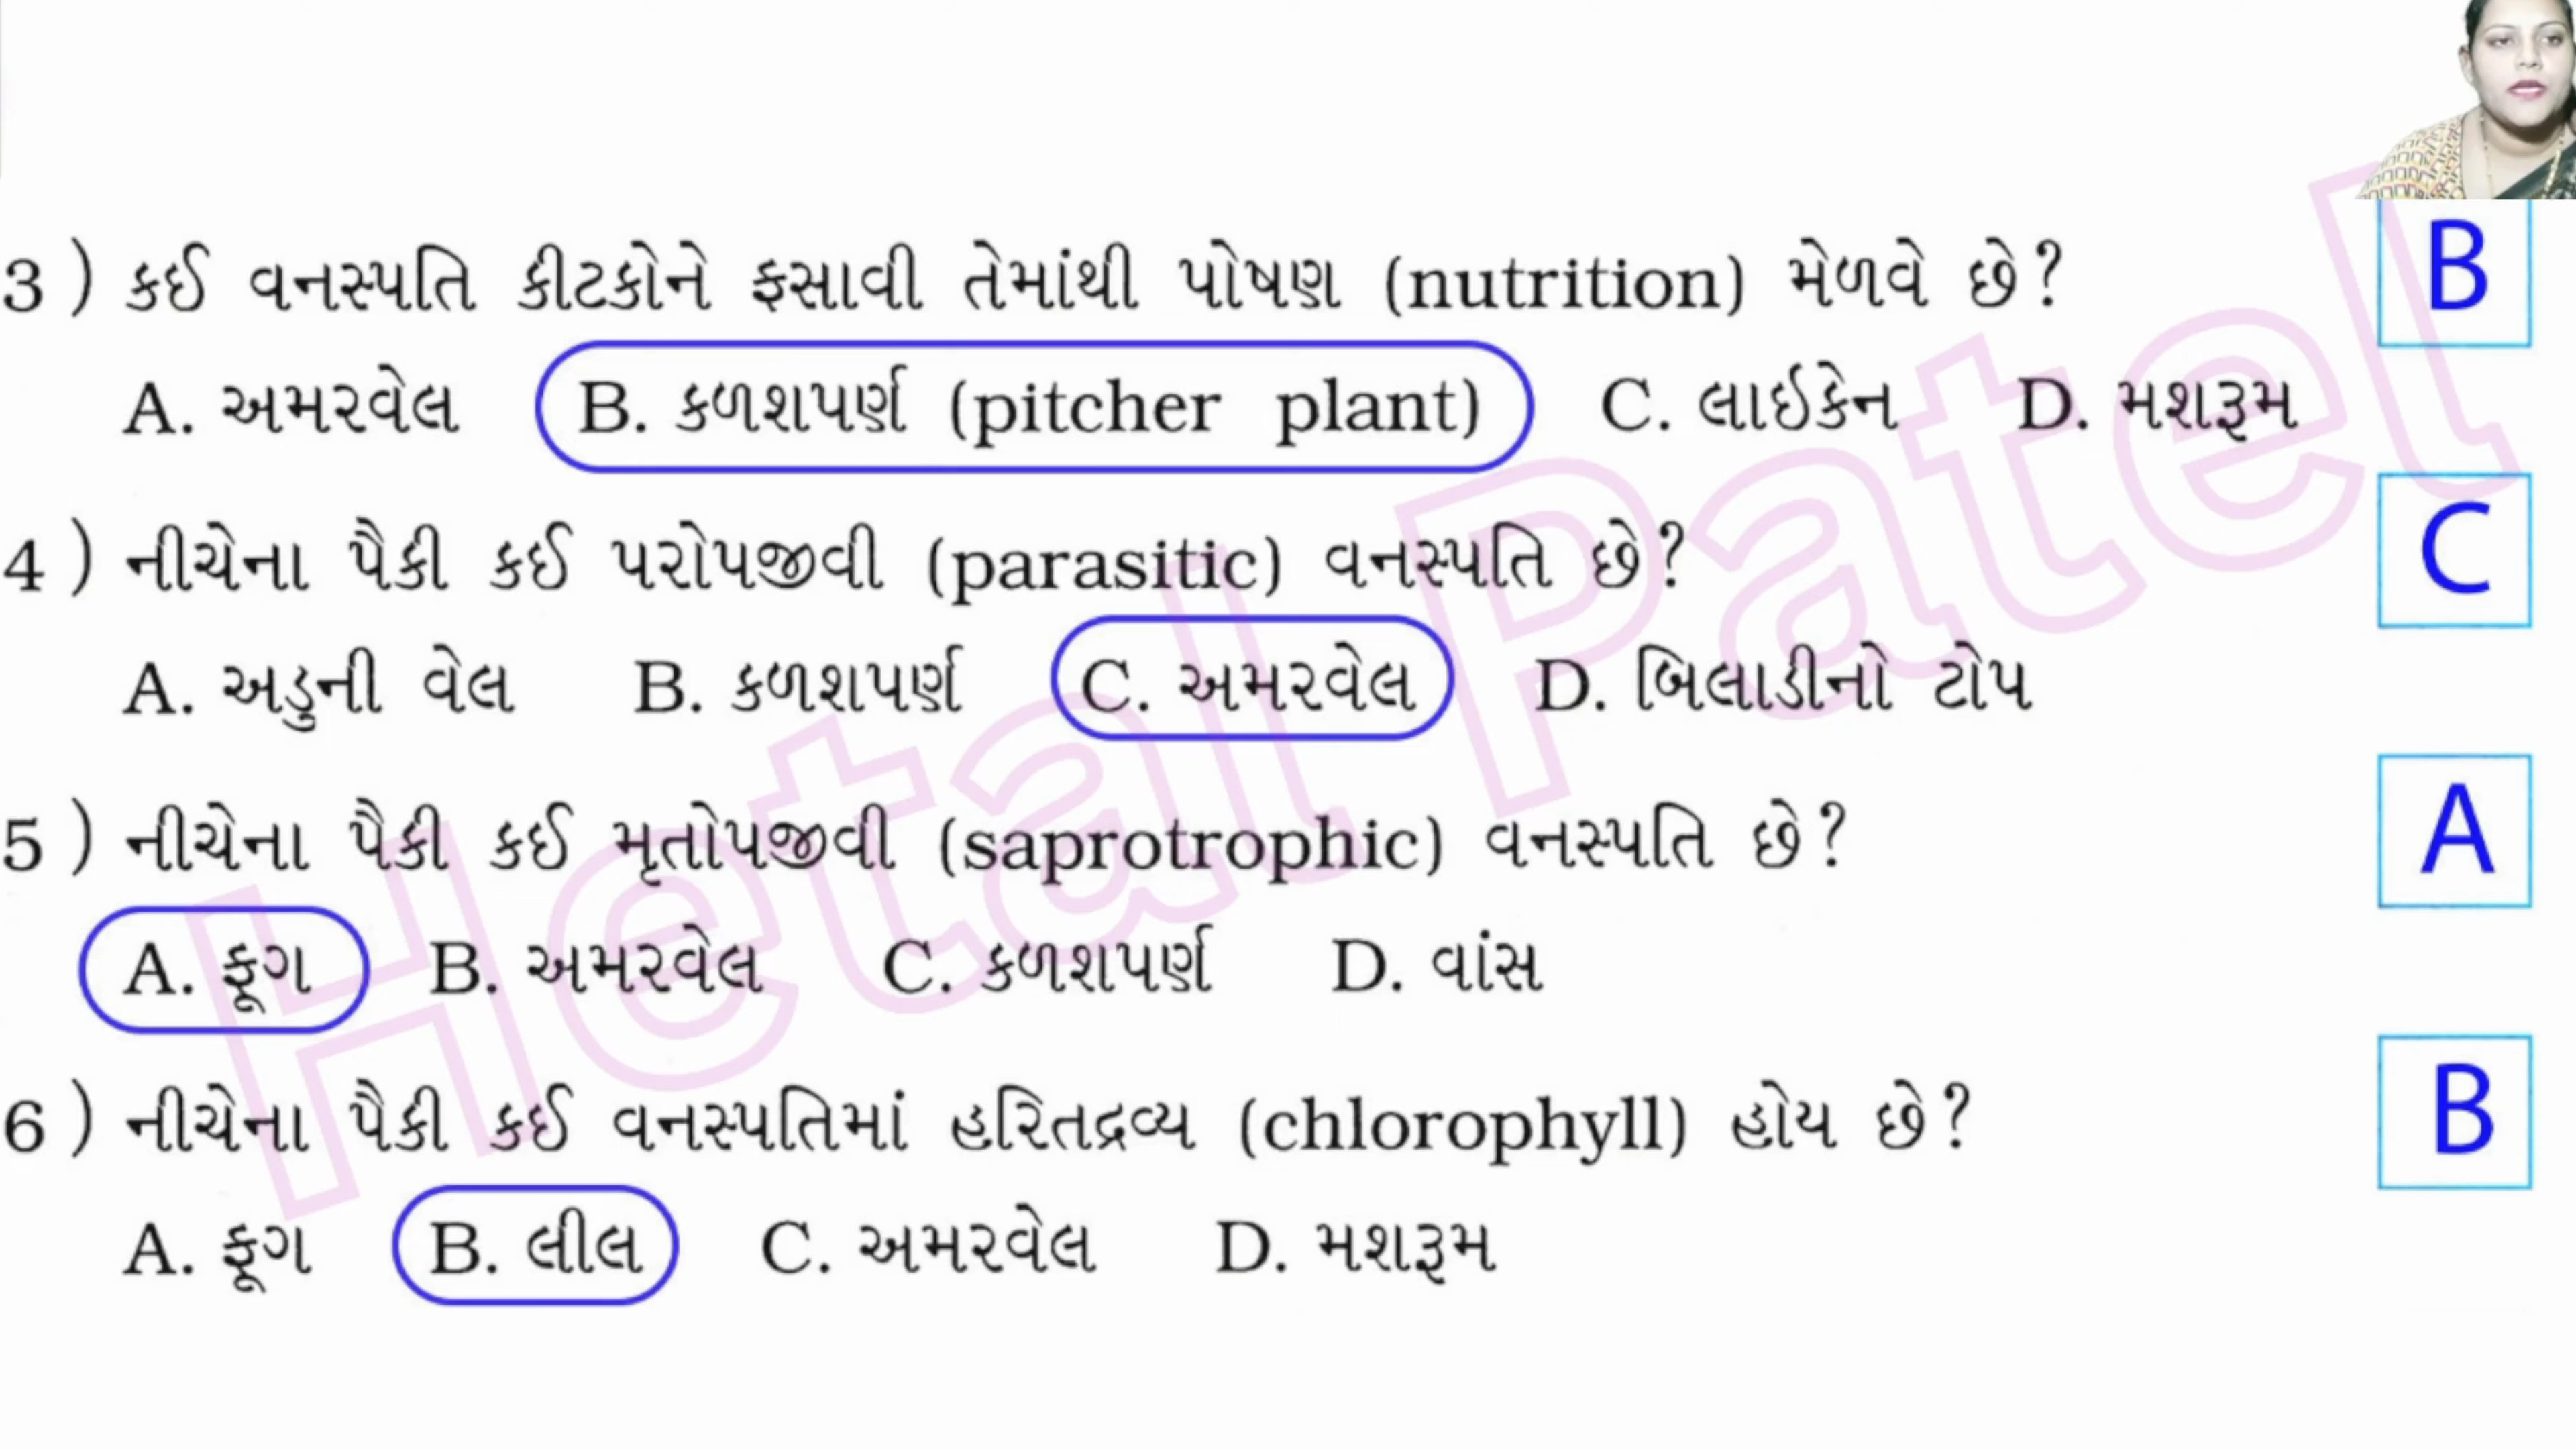 3 ) કઈ વનસ્પતિ કીટકોને ફસાવી તેમાંથી પોષણ (nutrition) મેળવે છે? B
A. અમરવેલ B. કળશપર્ણ (pitcher plant) C. લાઈકેન D. મશરૂમ
4 ) નીચેના પૈકી કઈ પરોપજીવી (parasitic) વનસ્પતિ છે? C
A. અડુની વેલ B. કળશપર્ણ C. અમરવેલ D. બિલાડીનો ટોપ
5 ) નીચેના પૈકી કઈ મૃતોપજીવી (saprotrophic) વનસ્પતિ છે? A
A. ફૂગ B. અમરવેલ C. કળશપર્ણ D. વાંસ
6 ) નીચેના પૈકી કઈ વનસ્પતિમાં હરિતદ્રવ્ય (chlorophyll) હોય છે? B
A. ફૂગ B. લીલ C. અમરવેલ D. મશરૂમ
Hetal Patel